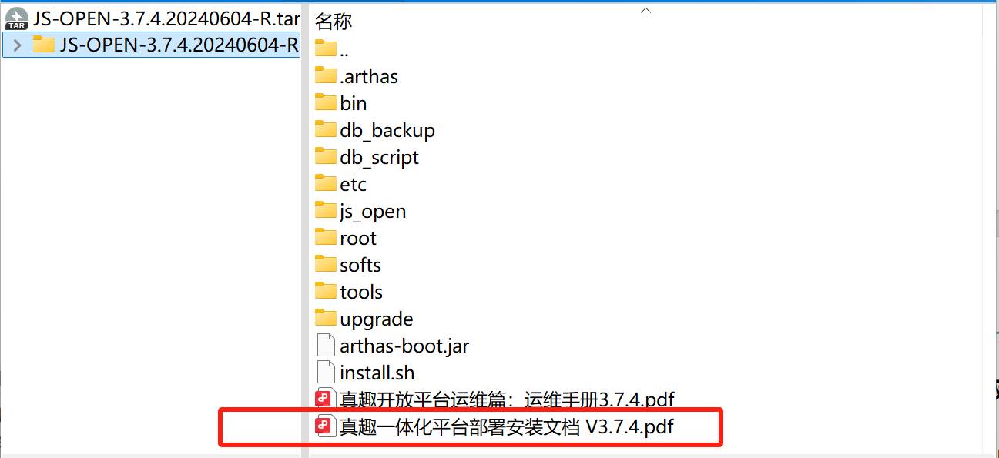 TAR
JS-OPEN-3.7.4.20240604-R.tar
JS-OPEN-3.7.4.20240604-R
名称
..
.arthas
bin
db_backup
db_script
etc
js_open
root
softs
tools
upgrade
arthas-boot.jar
install.sh
真趣开放平台运维篇：运维手册3.7.4.pdf
真趣一体化平台部署安装文档 V3.7.4.pdf